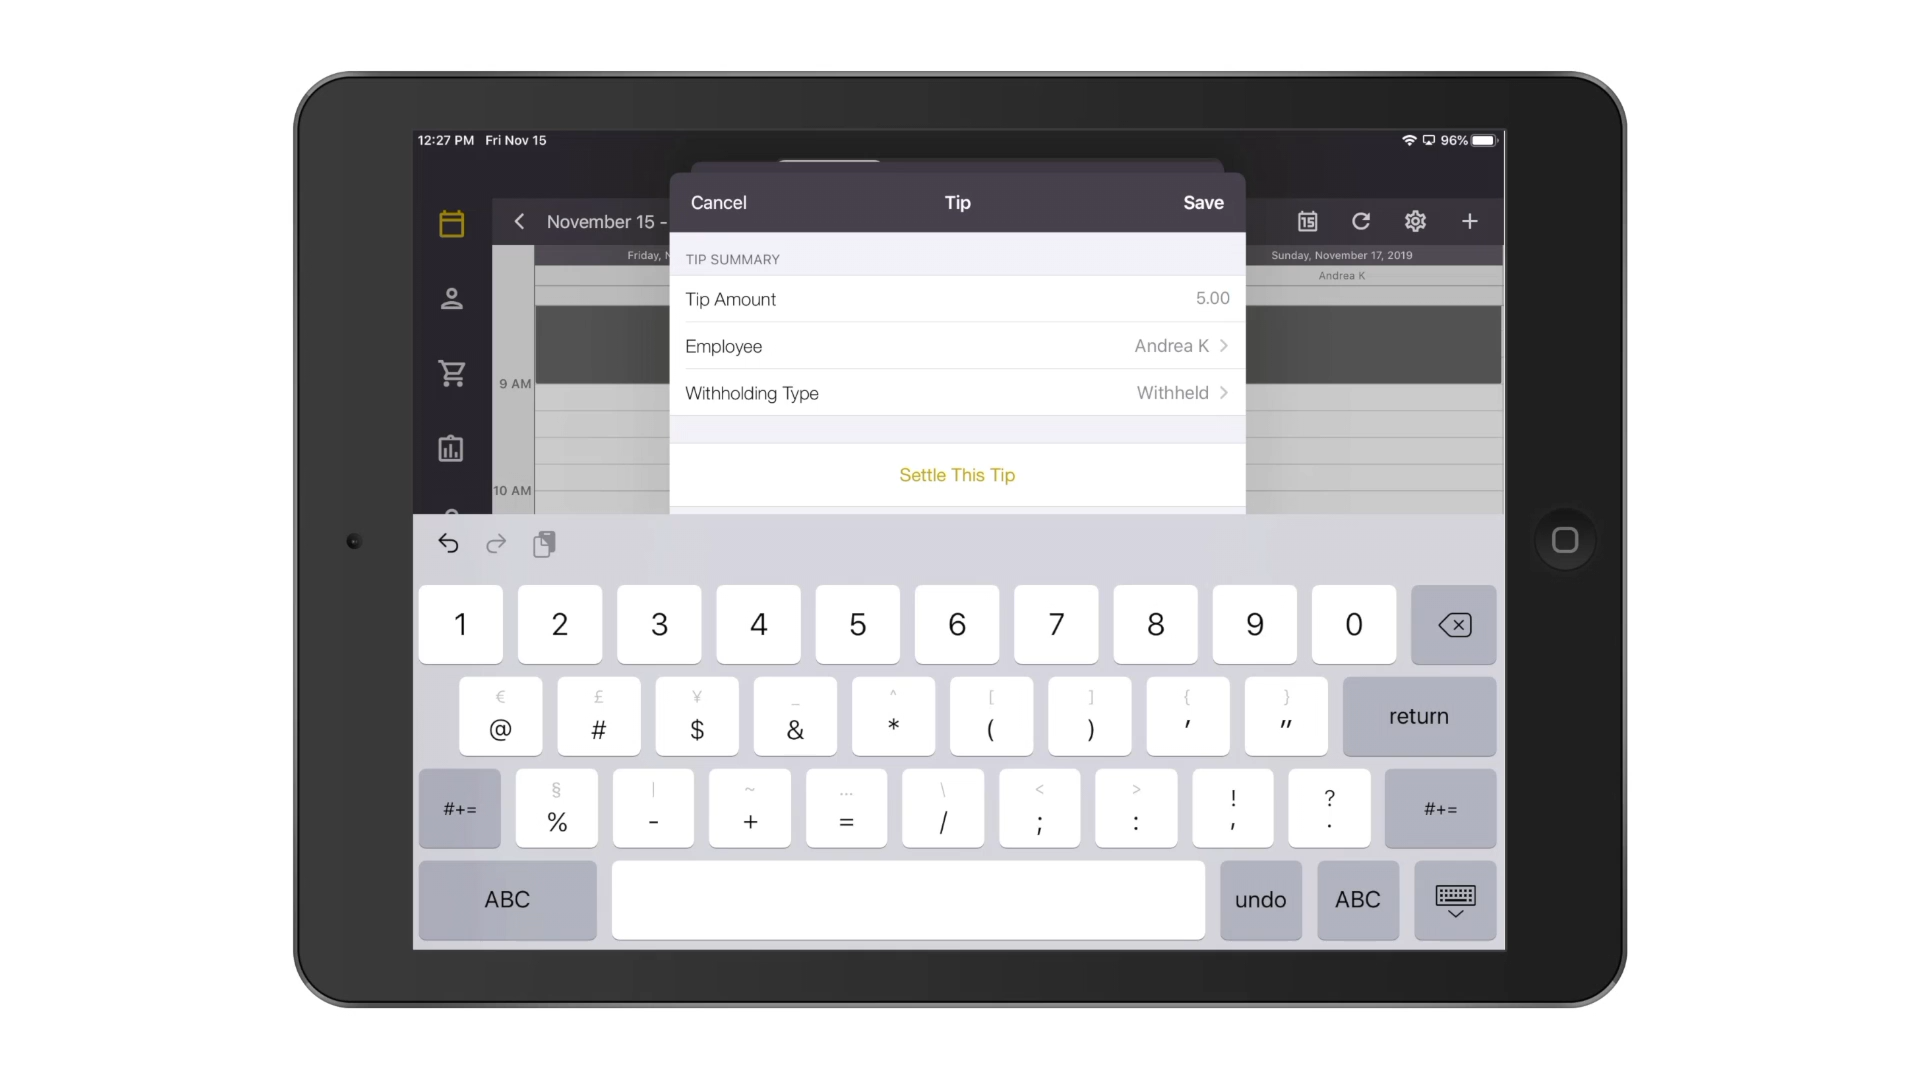 12:27 PM Fri Nov 15
96%
Cancel Tip Save
November 15 -
15
Friday, N
Sunday, November 17, 2019
TIP SUMMARY
Andrea K
Tip Amount 5.00
Employee Andrea K
9 AM
Withholding Type Withheld
Settle This Tip
10 AM
1 2 3 4 5 6 7 8 9 0
€ £ ¥ _ ^ [ ] { }
@ # $ & * ( ) ' "
return
§ | ~ … \ < > ! ?
#+= % - + = / ; : , . #+=
ABC undo ABC